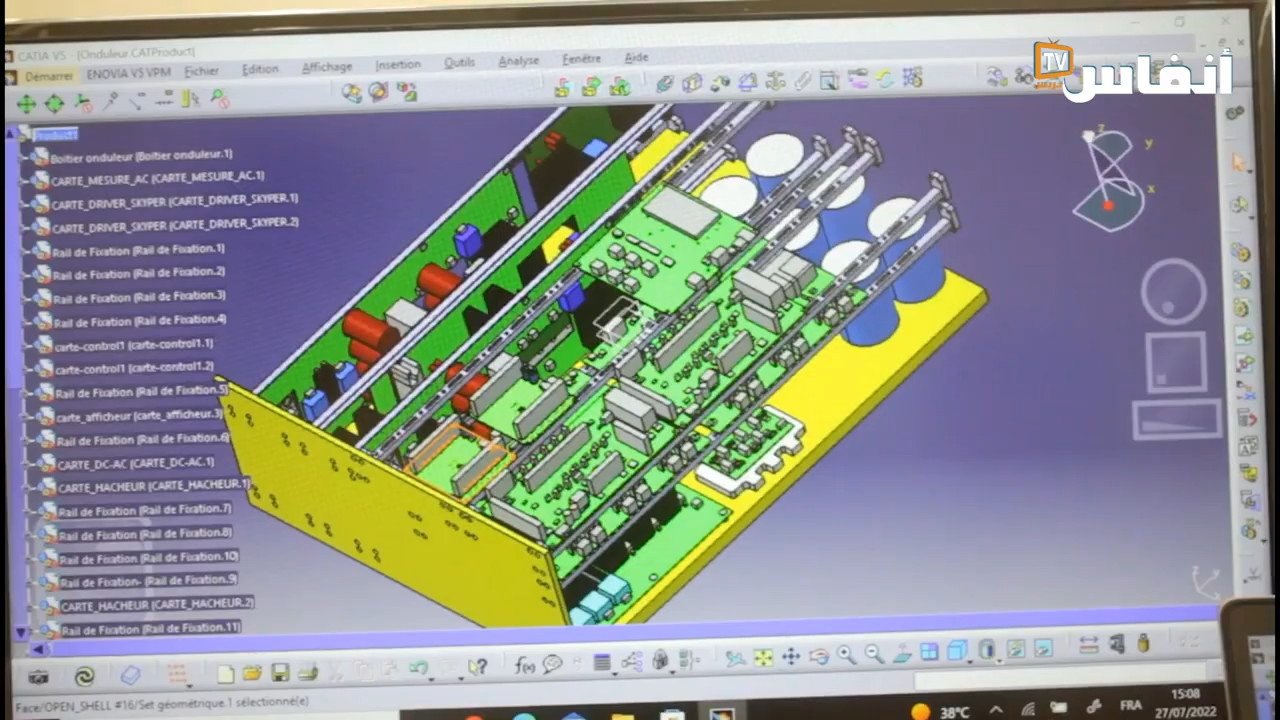 CATIA V5 - [Onduleur.CATProduct]
Démarrer ENOVIA V5 VPM Fichier Edition Affichage Insertion Outils Analyse Fenêtre Aide
TV
أنفاس
Product1
Boitier onduleur (Boitier onduleur.1)
CARTE_MESURE_AC (CARTE_MESURE_AC.1)
CARTE_DRIVER_SKYPER (CARTE_DRIVER_SKYPER.1)
CARTE_DRIVER_SKYPER (CARTE_DRIVER_SKYPER.2)
Rail de Fixation (Rail de Fixation.1)
Rail de Fixation (Rail de Fixation.2)
Rail de Fixation (Rail de Fixation.3)
Rail de Fixation (Rail de Fixation.4)
carte-control1 (carte-control1.1)
carte-control1 (carte-control1.2)
Rail de Fixation (Rail de Fixation.5)
carte_afficheur (carte_afficheur.3)
Rail de Fixation (Rail de Fixation.6)
CARTE_DC-AC (CARTE_DC-AC.1)
CARTE_HACHEUR (CARTE_HACHEUR.1)
Rail de Fixation (Rail de Fixation.7)
Rail de Fixation (Rail de Fixation.8)
Rail de Fixation (Rail de Fixation.10)
Rail de Fixation- (Rail de Fixation.9)
CARTE_HACHEUR (CARTE_HACHEUR.2)
Rail de Fixation (Rail de Fixation.11)
z
y
x
f(x)
Face/OPEN_SHELL #16/Set géometrique.1 sélectionné(e)
38°C
FRA
15:08
27/07/2022